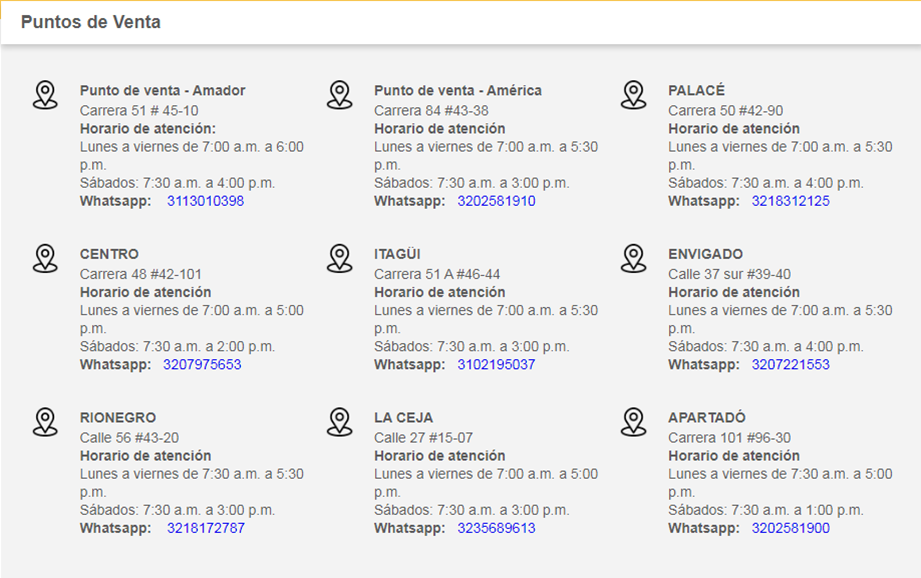 Puntos de Venta
Punto de venta - Amador
Carrera 51 # 45-10
Horario de atención:
Lunes a viernes de 7:00 a.m. a 6:00
p.m.
Sábados: 7:30 a.m. a 4:00 p.m.
Whatsapp: 3113010398
Punto de venta - América
Carrera 84 #43-38
Horario de atención
Lunes a viernes de 7:00 a.m. a 5:30
p.m.
Sábados: 7:30 a.m. a 3:00 p.m.
Whatsapp: 3202581910
PALACÉ
Carrera 50 #42-90
Horario de atención
Lunes a viernes de 7:00 a.m. a 5:30
p.m.
Sábados: 7:30 a.m. a 4:00 p.m.
Whatsapp: 3218312125
CENTRO
Carrera 48 #42-101
Horario de atención
Lunes a viernes de 7:00 a.m. a 5:00
p.m.
Sábados: 7:30 a.m. a 2:00 p.m.
Whatsapp: 3207975653
ITAGÜI
Carrera 51 A #46-44
Horario de atención
Lunes a viernes de 7:00 a.m. a 5:30
p.m.
Sábados: 7:30 a.m. a 3:00 p.m.
Whatsapp: 3102195037
ENVIGADO
Calle 37 sur #39-40
Horario de atención
Lunes a viernes de 7:00 a.m. a 5:30
p.m.
Sábados: 7:30 a.m. a 4:00 p.m.
Whatsapp: 3207221553
RIONEGRO
Calle 56 #43-20
Horario de atención
Lunes a viernes de 7:30 a.m. a 5:30
p.m.
Sábados: 7:30 a.m. a 3:00 p.m.
Whatsapp: 3218172787
LA CEJA
Calle 27 #15-07
Horario de atención
Lunes a viernes de 7:00 a.m. a 5:00
p.m.
Sábados: 7:30 a.m. a 3:00 p.m.
Whatsapp: 3235689613
APARTADÓ
Carrera 101 #96-30
Horario de atención
Lunes a viernes de 7:30 a.m. a 5:00
p.m.
Sábados: 7:30 a.m. a 1:00 p.m.
Whatsapp: 3202581900